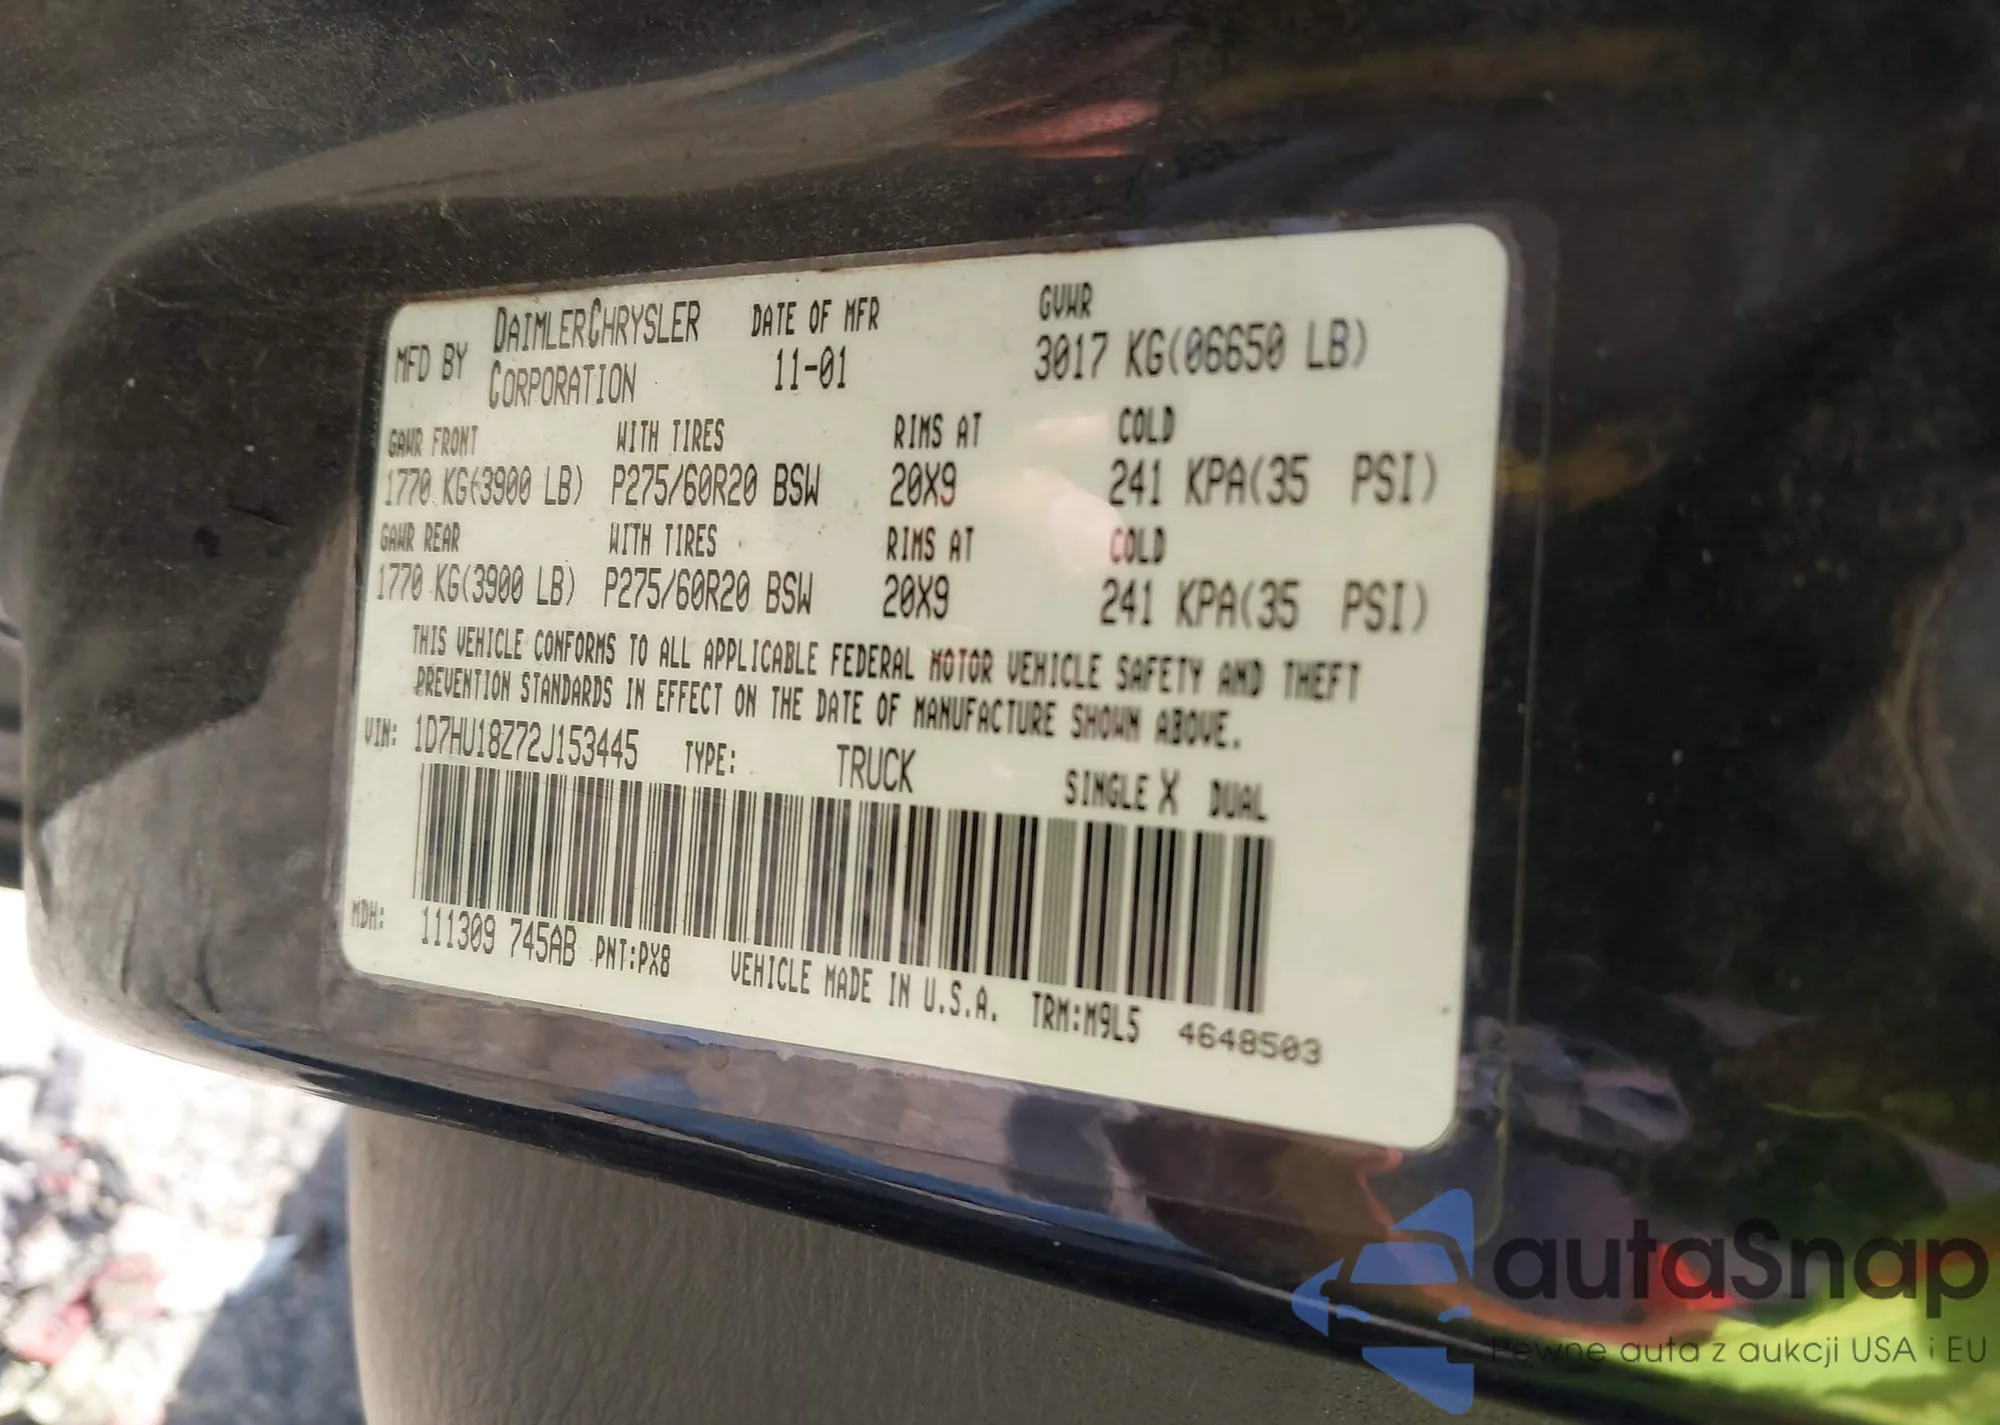 MFD BY DAIMLERCHRYSLER CORPORATION DATE OF MFR 11-01 GVWR 3017 KG(06650 LB)
GAWR FRONT WITH TIRES RIMS AT COLD
1770 KG(3900 LB) P275/60R20 BSW 20X9 241 KPA(35 PSI)
GAWR REAR WITH TIRES RIMS AT COLD
1770 KG(3900 LB) P275/60R20 BSW 20X9 241 KPA(35 PSI)
THIS VEHICLE CONFORMS TO ALL APPLICABLE FEDERAL MOTOR VEHICLE SAFETY AND THEFT
PREVENTION STANDARDS IN EFFECT ON THE DATE OF MANUFACTURE SHOWN ABOVE.
VIN: 1D7HU18Z72J153445 TYPE: TRUCK SINGLE X DUAL
MDH: 111309 745AB PNT:PX8 VEHICLE MADE IN U.S.A. TRM:M9L5 4648503
autaSnap
Pewne auta z aukcji USA i EU